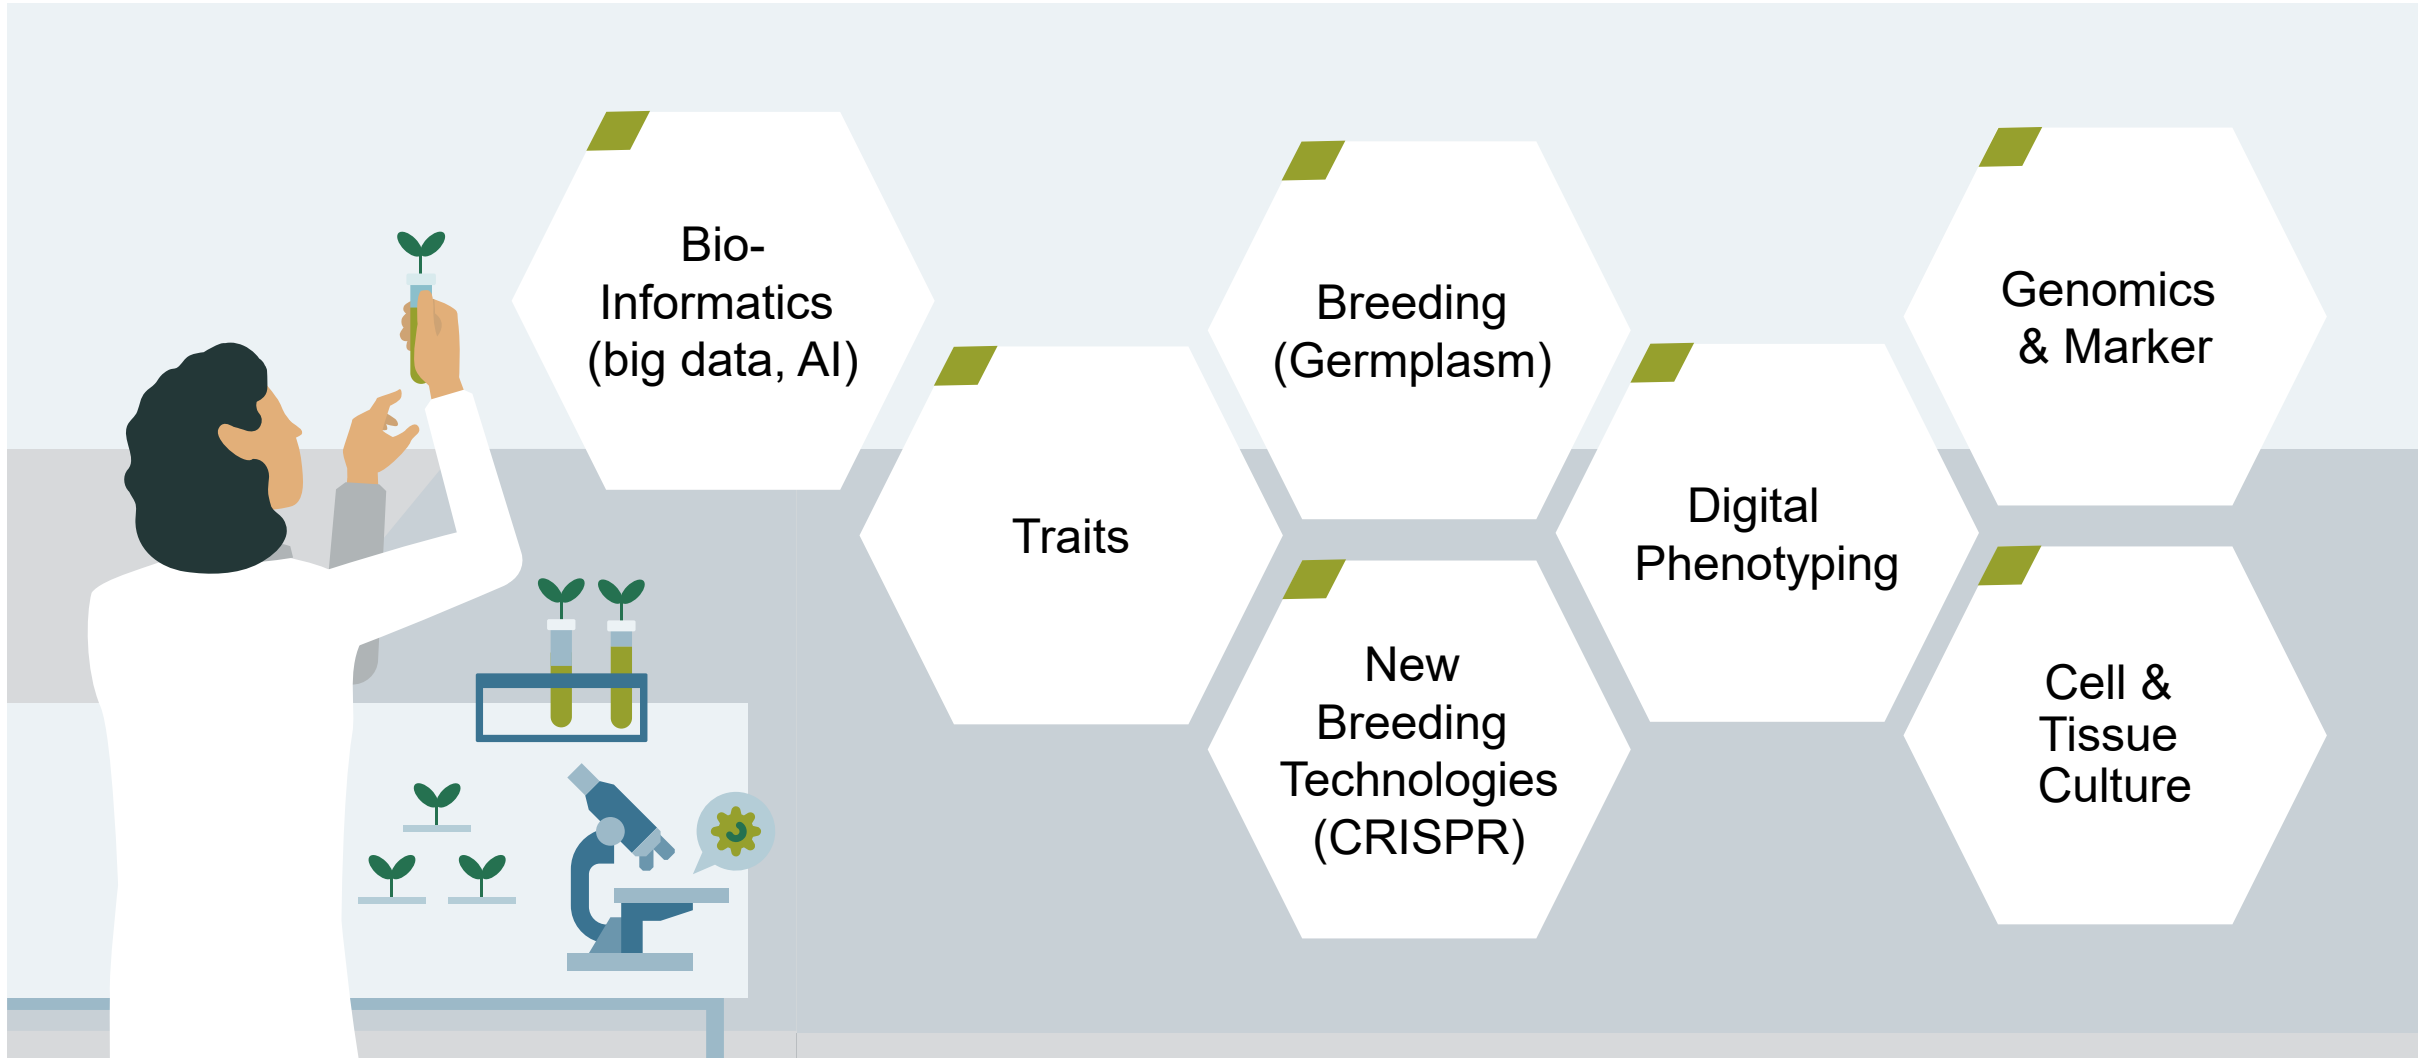 Bio-
Informatics
(big data, AI)
Traits
Breeding
(Germplasm)
New
Breeding
Technologies
(CRISPR)
Digital
Phenotyping
Genomics
& Marker
Cell &
Tissue
Culture